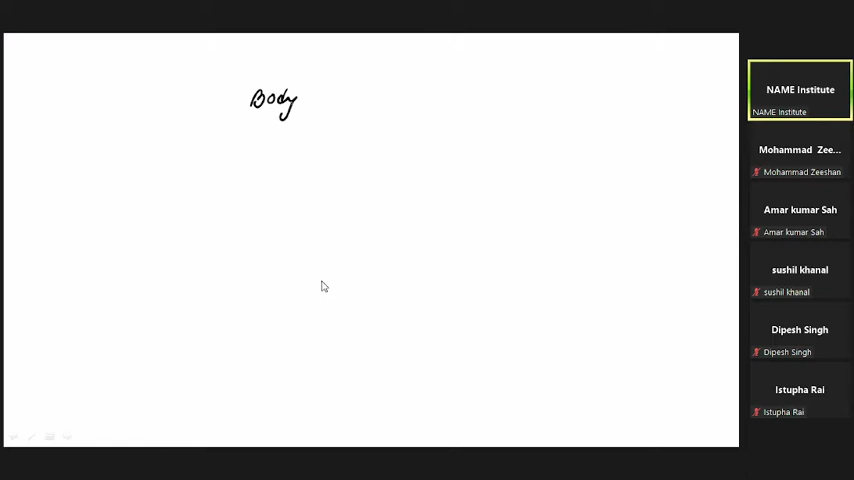 Body
NAME Institute
NAME Institute
Mohammad Zee...
Mohammad Zeeshan
Amar kumar Sah
Amar kumar Sah
sushil khanal
sushil khanal
Dipesh Singh
Dipesh Singh
Istupha Rai
Istupha Rai